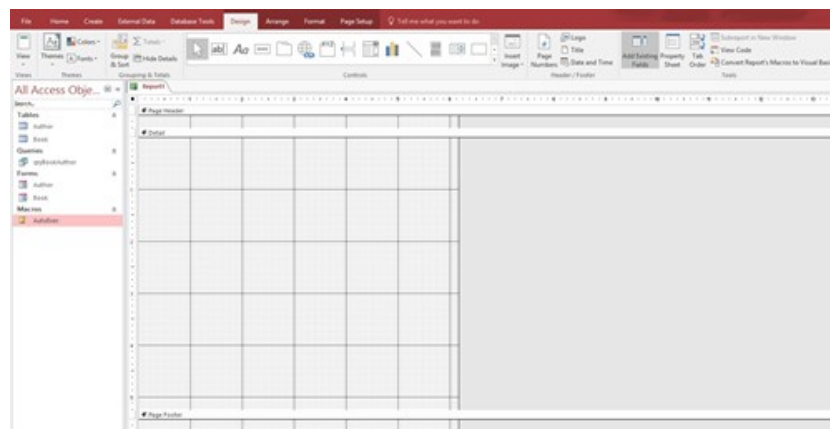 File Home Create External Data Database Tools Design Arrange Format Page Setup Tell me what you want to do
View Themes Colors Fonts Group & Sort Totals Hide Details ab| Aa Insert Image Page Numbers Logo Title Date and Time Add Existing Fields Property Sheet Tab Order Subreport in New Window View Code Convert Report's Macros to Visual Basi
Views Themes Grouping & Totals Controls Header / Footer Tools
All Access Obje...
Report1
Search...
Page Header
Tables
Author
Detail
Book
Queries
qryBookAuthor
Forms
Author
Book
Macros
AutoExec
Page Footer